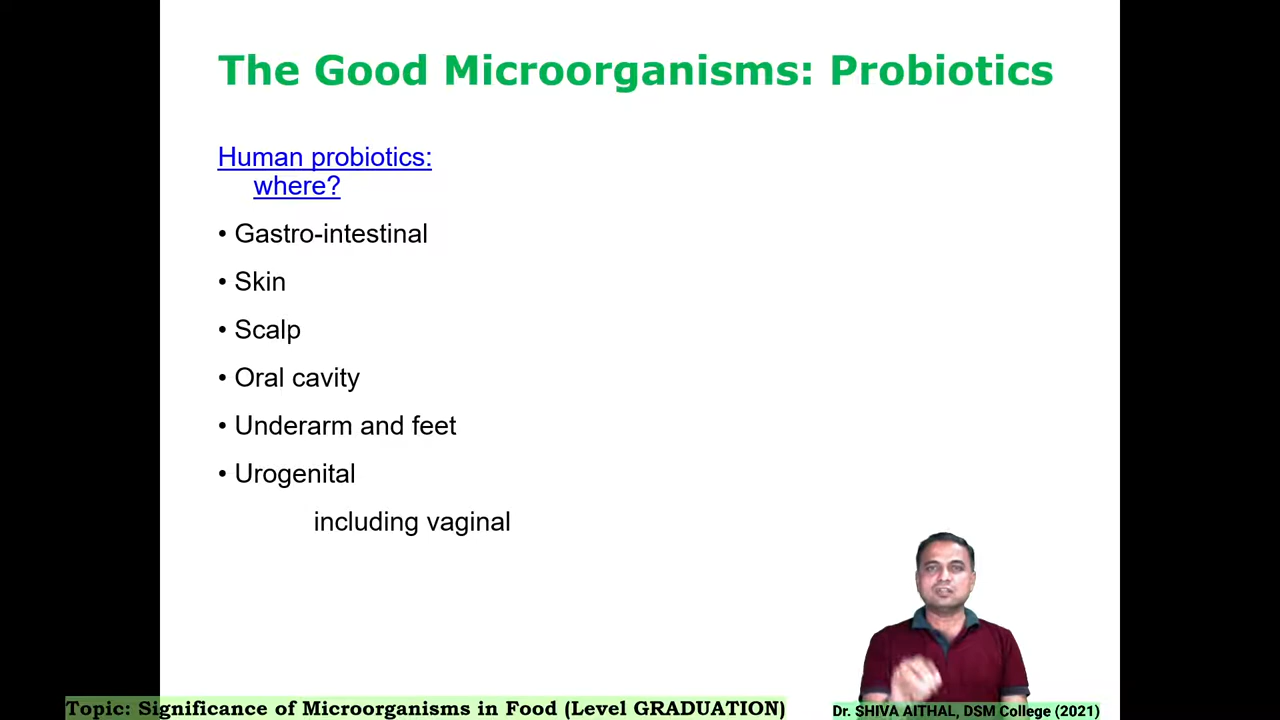 The Good Microorganisms: Probiotics
Human probiotics:
where?
• Gastro-intestinal
• Skin
• Scalp
• Oral cavity
• Underarm and feet
• Urogenital
including vaginal
Topic: Significance of Microorganisms in Food (Level GRADUATION)
Dr. SHIVA AITHAL, DSM College (2021)